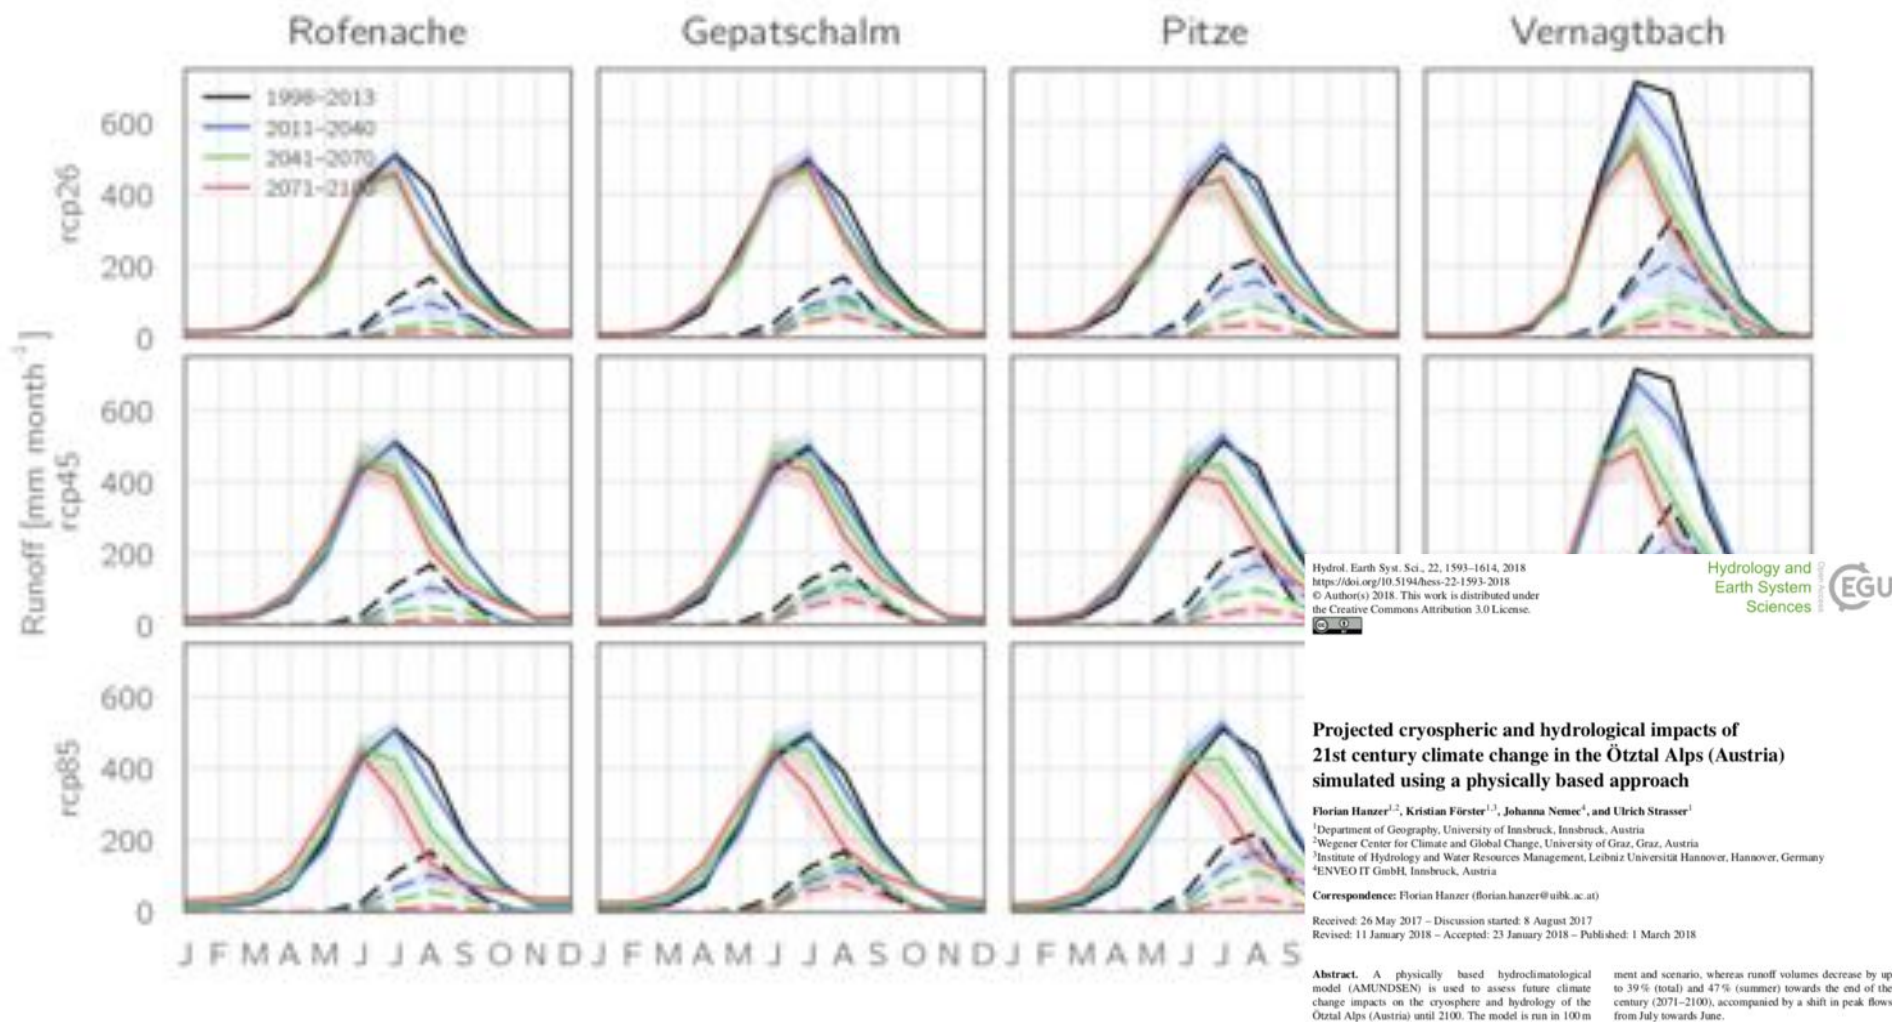 Rofenache Gepatschalm Pitze Vernagtbach
1998–2013
2011–2040
2041–2070
2071–2100
rcp26
600
400
200
0
Runoff [mm month⁻¹]
rcp45
600
400
200
0
rcp85
600
400
200
0
J F M A M J J A S O N D J F M A M J J A S O N D J F M A M J J A S
Hydrol. Earth Syst. Sci., 22, 1593–1614, 2018
https://doi.org/10.5194/hess-22-1593-2018
© Author(s) 2018. This work is distributed under
the Creative Commons Attribution 3.0 License.
Hydrology and
Earth System
Sciences
Open Access
EGU
Projected cryospheric and hydrological impacts of
21st century climate change in the Ötztal Alps (Austria)
simulated using a physically based approach
Florian Hanzer1,2, Kristian Förster1,3, Johanna Nemec4, and Ulrich Strasser1
1Department of Geography, University of Innsbruck, Innsbruck, Austria
2Wegener Center for Climate and Global Change, University of Graz, Graz, Austria
3Institute of Hydrology and Water Resources Management, Leibniz Universität Hannover, Hannover, Germany
4ENVEO IT GmbH, Innsbruck, Austria
Correspondence: Florian Hanzer (florian.hanzer@uibk.ac.at)
Received: 26 May 2017 – Discussion started: 8 August 2017
Revised: 11 January 2018 – Accepted: 23 January 2018 – Published: 1 March 2018
Abstract. A physically based hydroclimatological
model (AMUNDSEN) is used to assess future climate
change impacts on the cryosphere and hydrology of the
Ötztal Alps (Austria) until 2100. The model is run in 100 m
ment and scenario, whereas runoff volumes decrease by up
to 39 % (total) and 47 % (summer) towards the end of the
century (2071–2100), accompanied by a shift in peak flows
from July towards June.